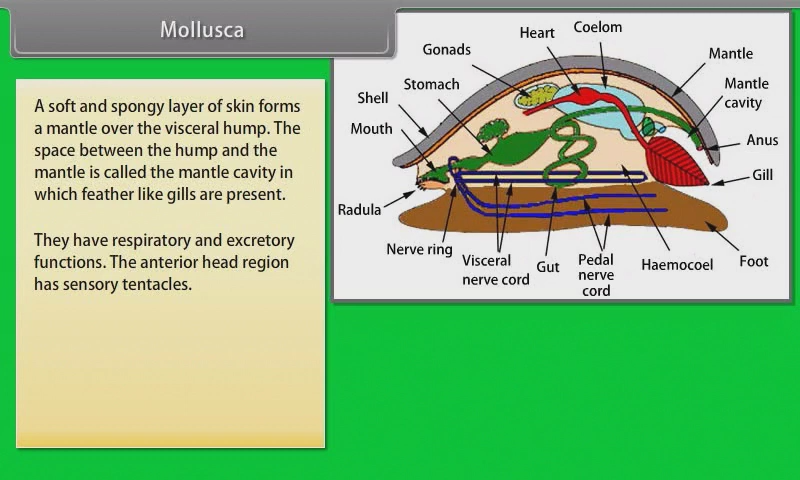 Mollusca
A soft and spongy layer of skin forms
a mantle over the visceral hump. The
space between the hump and the
mantle is called the mantle cavity in
which feather like gills are present.
They have respiratory and excretory
functions. The anterior head region
has sensory tentacles.
Heart
Coelom
Gonads
Mantle
Stomach
Mantle
cavity
Shell
Mouth
Anus
Gill
Radula
Nerve ring
Visceral
nerve cord
Gut
Pedal
nerve
cord
Haemocoel
Foot